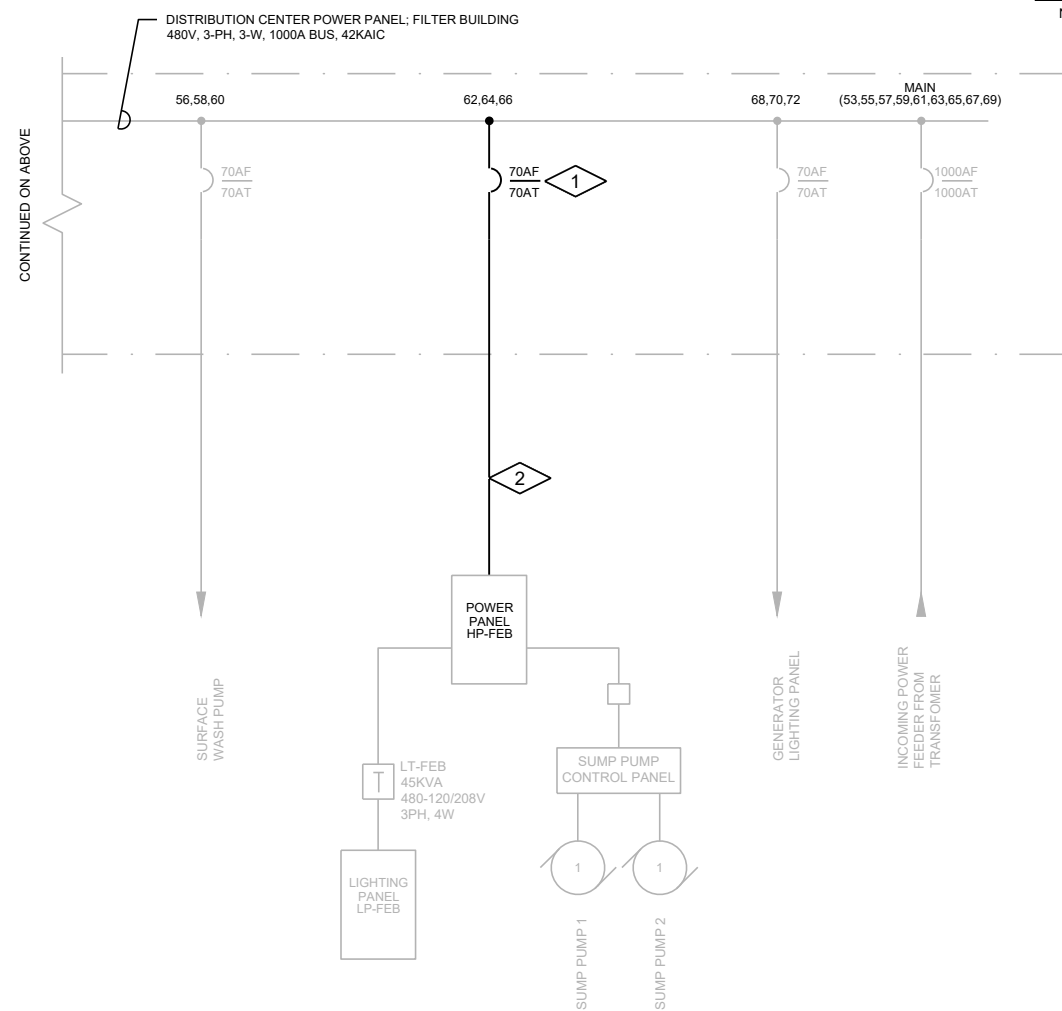 DISTRIBUTION CENTER POWER PANEL; FILTER BUILDING
480V, 3-PH, 3-W, 1000A BUS, 42KAIC
N
CONTINUED ON ABOVE
56,58,60
62,64,66
68,70,72
MAIN
(53,55,57,59,61,63,65,67,69)
70AF
70AT
70AF
70AT
1
70AF
70AT
1000AF
1000AT
2
POWER
PANEL
HP-FEB
SURFACE
WASH PUMP
GENERATOR
LIGHTING PANEL
INCOMING POWER
FEEDER FROM
TRANSFOMER
T
LT-FEB
45KVA
480-120/208V
3PH, 4W
SUMP PUMP
CONTROL PANEL
LIGHTING
PANEL
LP-FEB
1
1
SUMP PUMP 1
SUMP PUMP 2